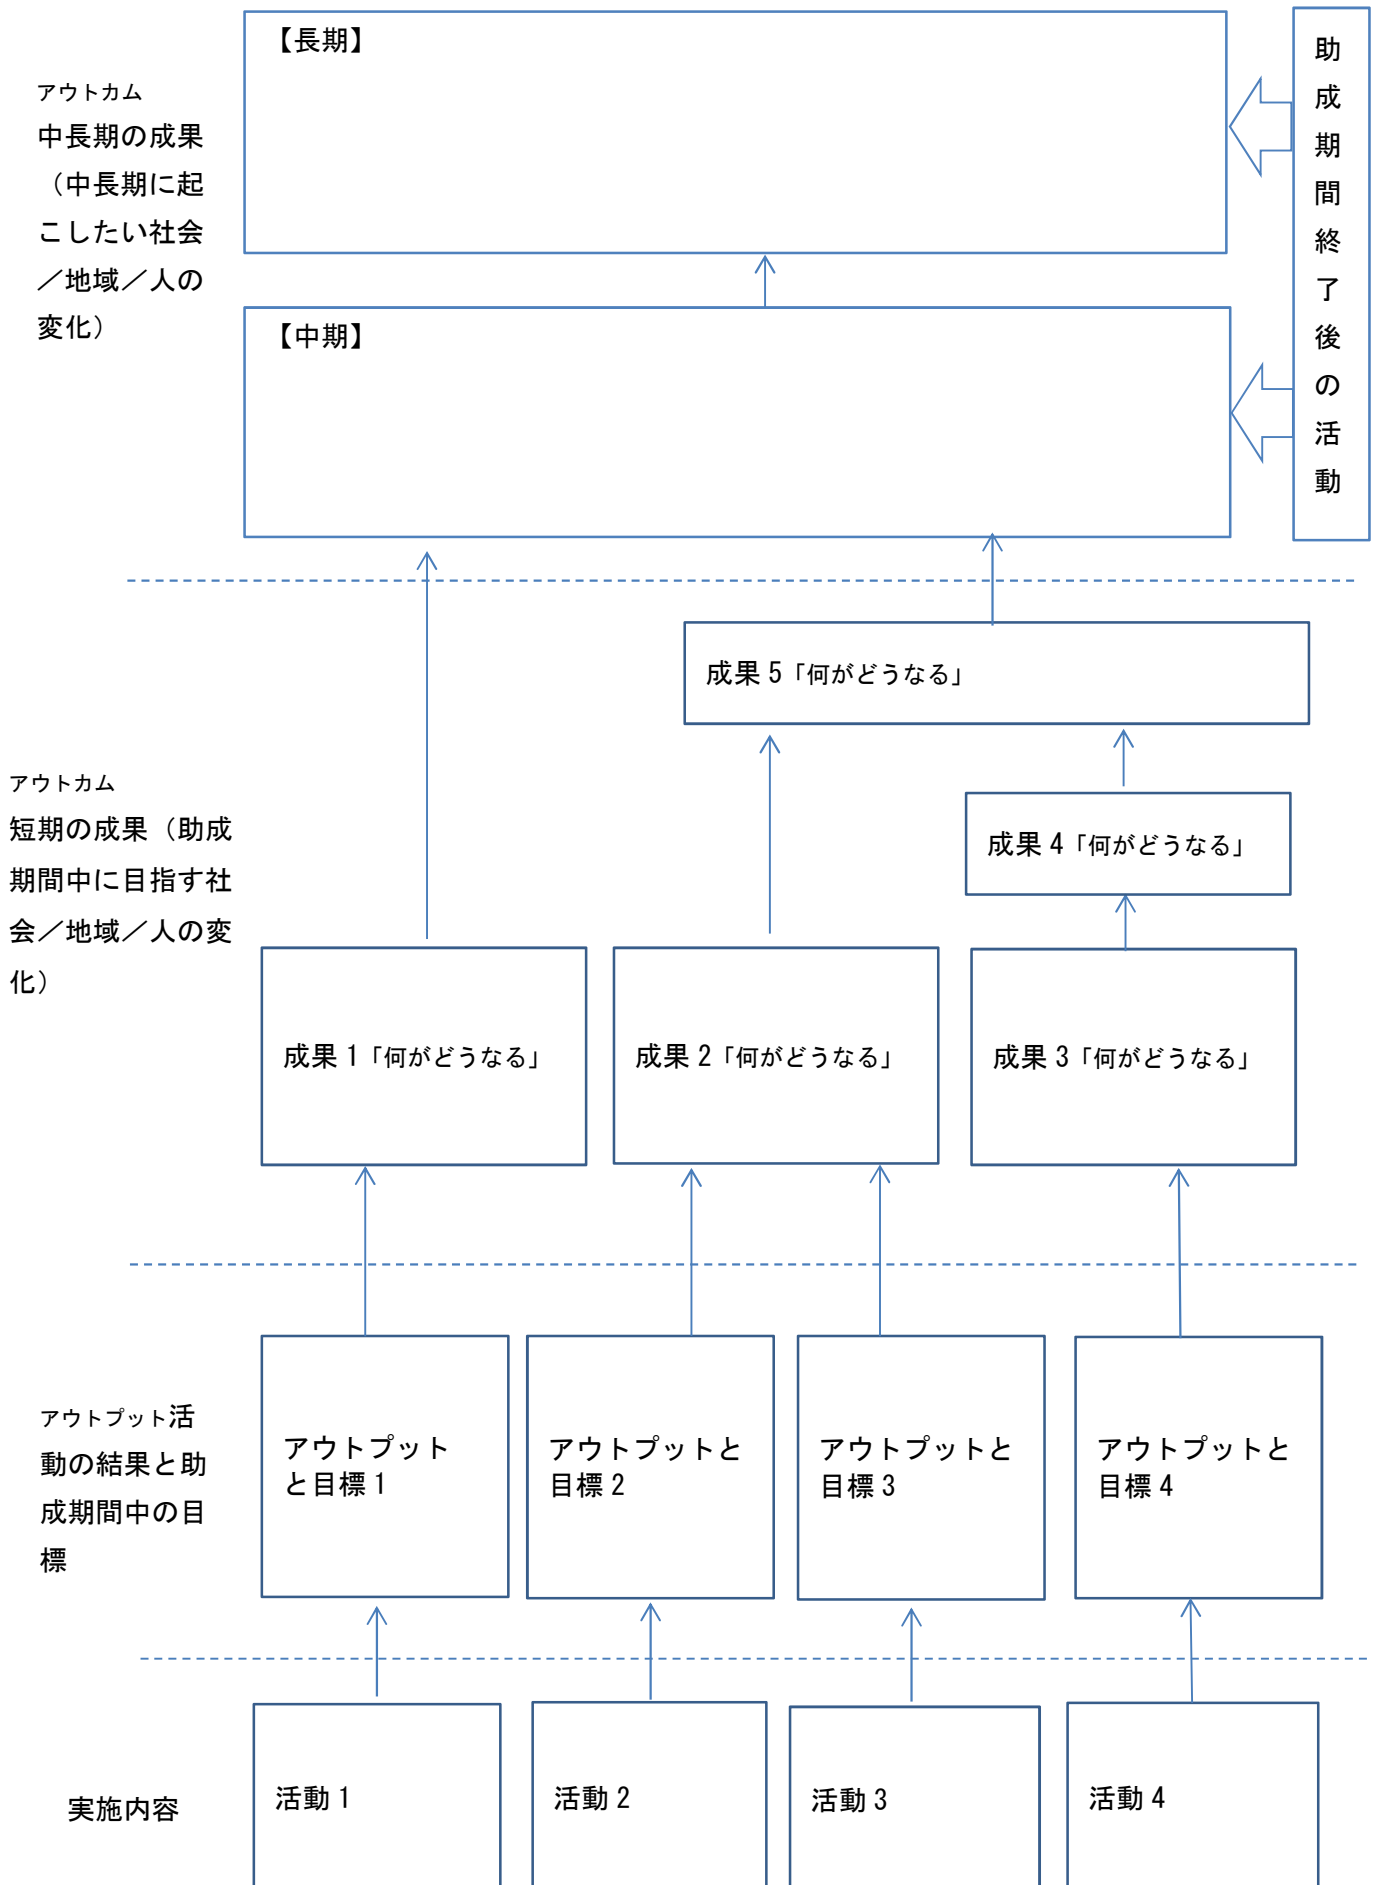 【長期】
助成期間終了後の活動
アウトカム
中長期の成果
（中長期に起
こしたい社会
／地域／人の
変化）
【中期】
成果５「何がどうなる」
アウトカム
短期の成果（助成
期間中に目指す社
会／地域／人の変
化）
成果４「何がどうなる」
成果１「何がどうなる」
成果２「何がどうなる」
成果３「何がどうなる」
アウトプット活
動の結果と助
成期間中の目
標
アウトプット
と目標１
アウトプットと
目標２
アウトプットと
目標３
アウトプットと
目標４
実施内容
活動１
活動２
活動３
活動４